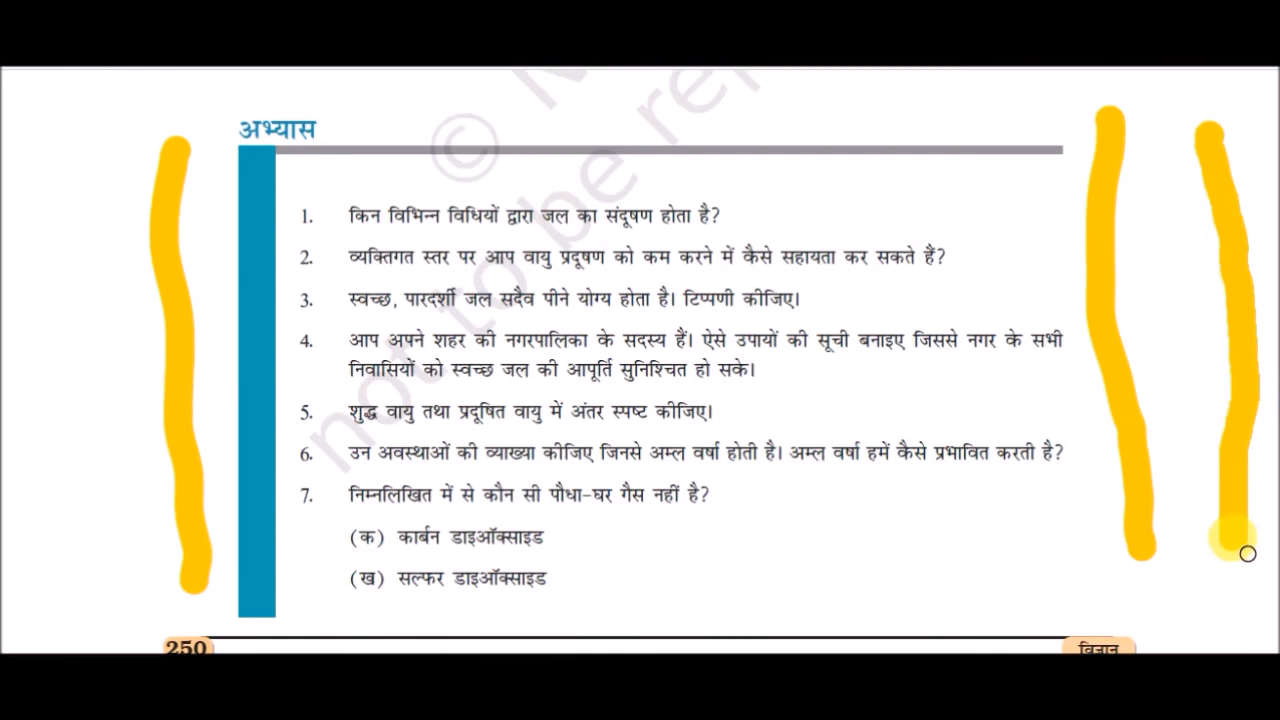 अभ्यास
1. किन विभिन्न विधियों द्वारा जल का संदूषण होता है?
2. व्यक्तिगत स्तर पर आप वायु प्रदूषण को कम करने में कैसे सहायता कर सकते हैं?
3. स्वच्छ, पारदर्शी जल सदैव पीने योग्य होता है। टिप्पणी कीजिए।
4. आप अपने शहर की नगरपालिका के सदस्य हैं। ऐसे उपायों की सूची बनाइए जिससे नगर के सभी
निवासियों को स्वच्छ जल की आपूर्ति सुनिश्चित हो सके।
5. शुद्ध वायु तथा प्रदूषित वायु में अंतर स्पष्ट कीजिए।
6. उन अवस्थाओं की व्याख्या कीजिए जिनसे अम्ल वर्षा होती है। अम्ल वर्षा हमें कैसे प्रभावित करती है?
7. निम्नलिखित में से कौन सी पौधा-घर गैस नहीं है?
(क) कार्बन डाइऑक्साइड
(ख) सल्फर डाइऑक्साइड
250 विज्ञान
© not to be